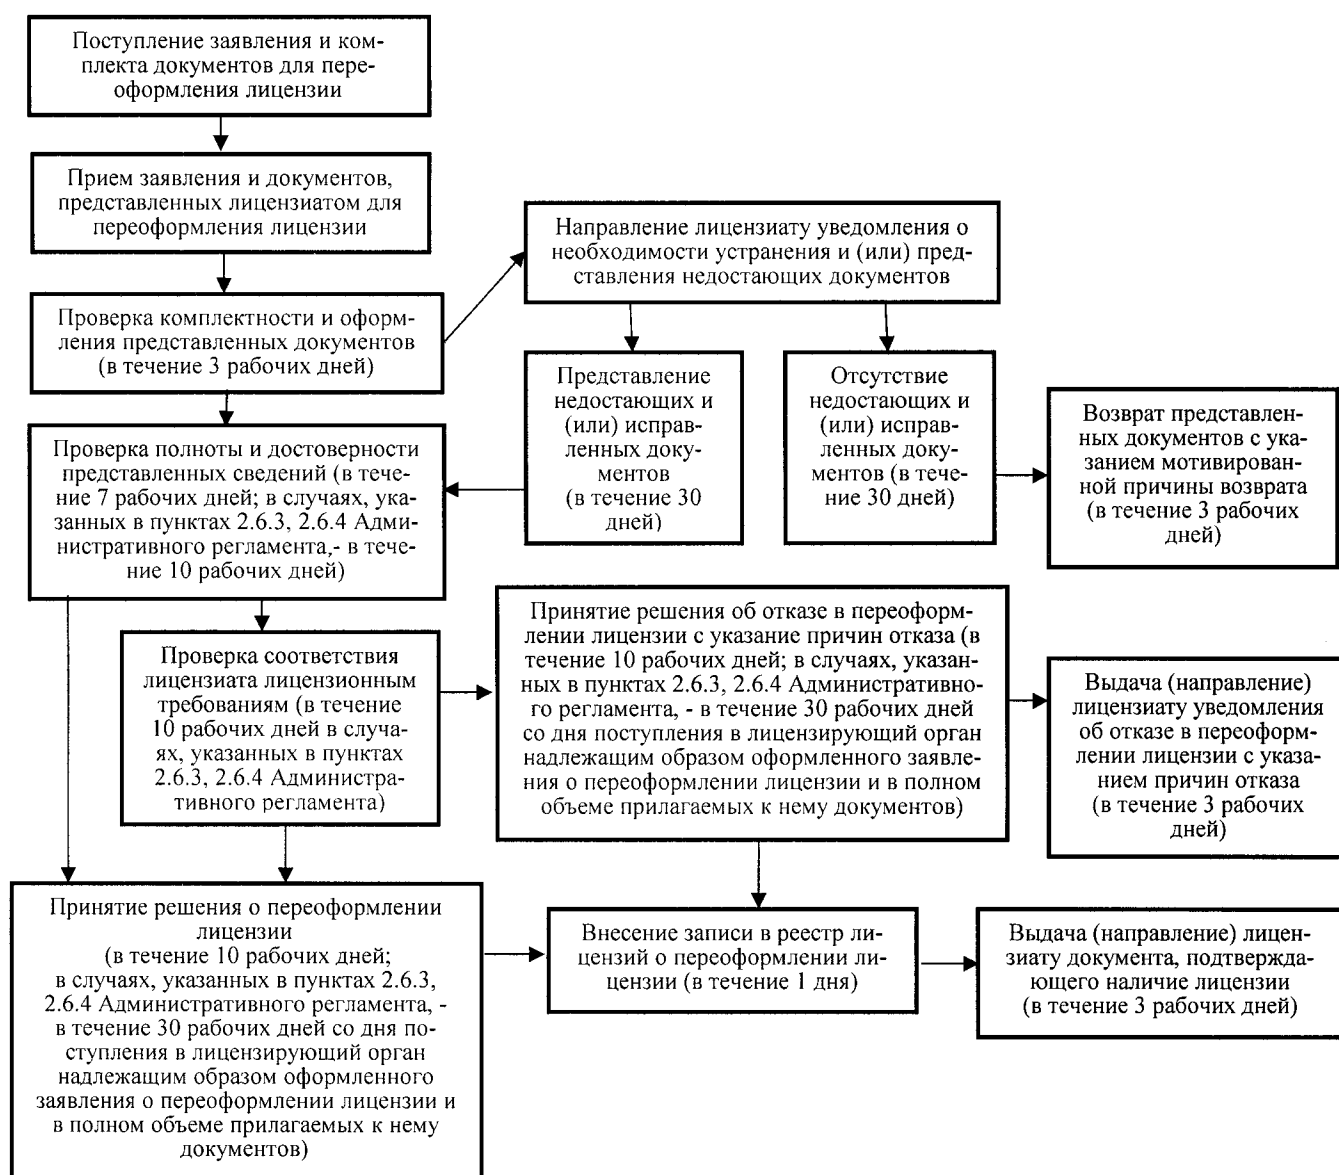 Поступление заявления и ком-
плекта документов для пере-
оформления лицензии
Прием заявления и документов,
представленных лицензиатом для
переоформления лицензии
Направление лицензиату уведомления о
необходимости устранения и (или) пред-
ставления недостающих документов
Проверка комплектности и оформ-
ления представленных документов
(в течение 3 рабочих дней)
Представление
недостающих и
(или) исправ-
ленных доку-
ментов
(в течение 30
дней)
Отсутствие
недостающих и
(или) исправ-
ленных доку-
ментов (в тече-
ние 30 дней)
Возврат представлен-
ных документов с ука-
занием мотивирован-
ной причины возврата
(в течение 3 рабочих
дней)
Проверка полноты и достоверности
представленных сведений (в тече-
ние 7 рабочих дней; в случаях, ука-
занных в пунктах 2.6.3, 2.6.4 Адми-
нистративного регламента,- в тече-
ние 10 рабочих дней)
Проверка соответствия
лицензиата лицензионным
требованиям (в течение
10 рабочих дней в случа-
ях, указанных в пунктах
2.6.3, 2.6.4 Администра-
тивного регламента)
Принятие решения об отказе в переоформ-
лении лицензии с указание причин отказа (в
течение 10 рабочих дней; в случаях, указан-
ных в пунктах 2.6.3, 2.6.4 Административно-
го регламента, - в течение 30 рабочих дней
со дня поступления в лицензирующий орган
надлежащим образом оформленного заявле-
ния о переоформлении лицензии и в полном
объеме прилагаемых к нему документов)
Выдача (направление)
лицензиату уведомления
об отказе в переоформ-
лении лицензии с указа-
нием причин отказа
(в течение 3 рабочих
дней)
Принятие решения о переоформлении
лицензии
(в течение 10 рабочих дней;
в случаях, указанных в пунктах 2.6.3,
2.6.4 Административного регламента, -
в течение 30 рабочих дней со дня по-
ступления в лицензирующий орган
надлежащим образом оформленного
заявления о переоформлении лицензии и
в полном объеме прилагаемых к нему
документов)
Внесение записи в реестр ли-
цензий о переоформлении ли-
цензии (в течение 1 дня)
Выдача (направление) лицен-
зиату документа, подтвержда-
ющего наличие лицензии
(в течение 3 рабочих дней)